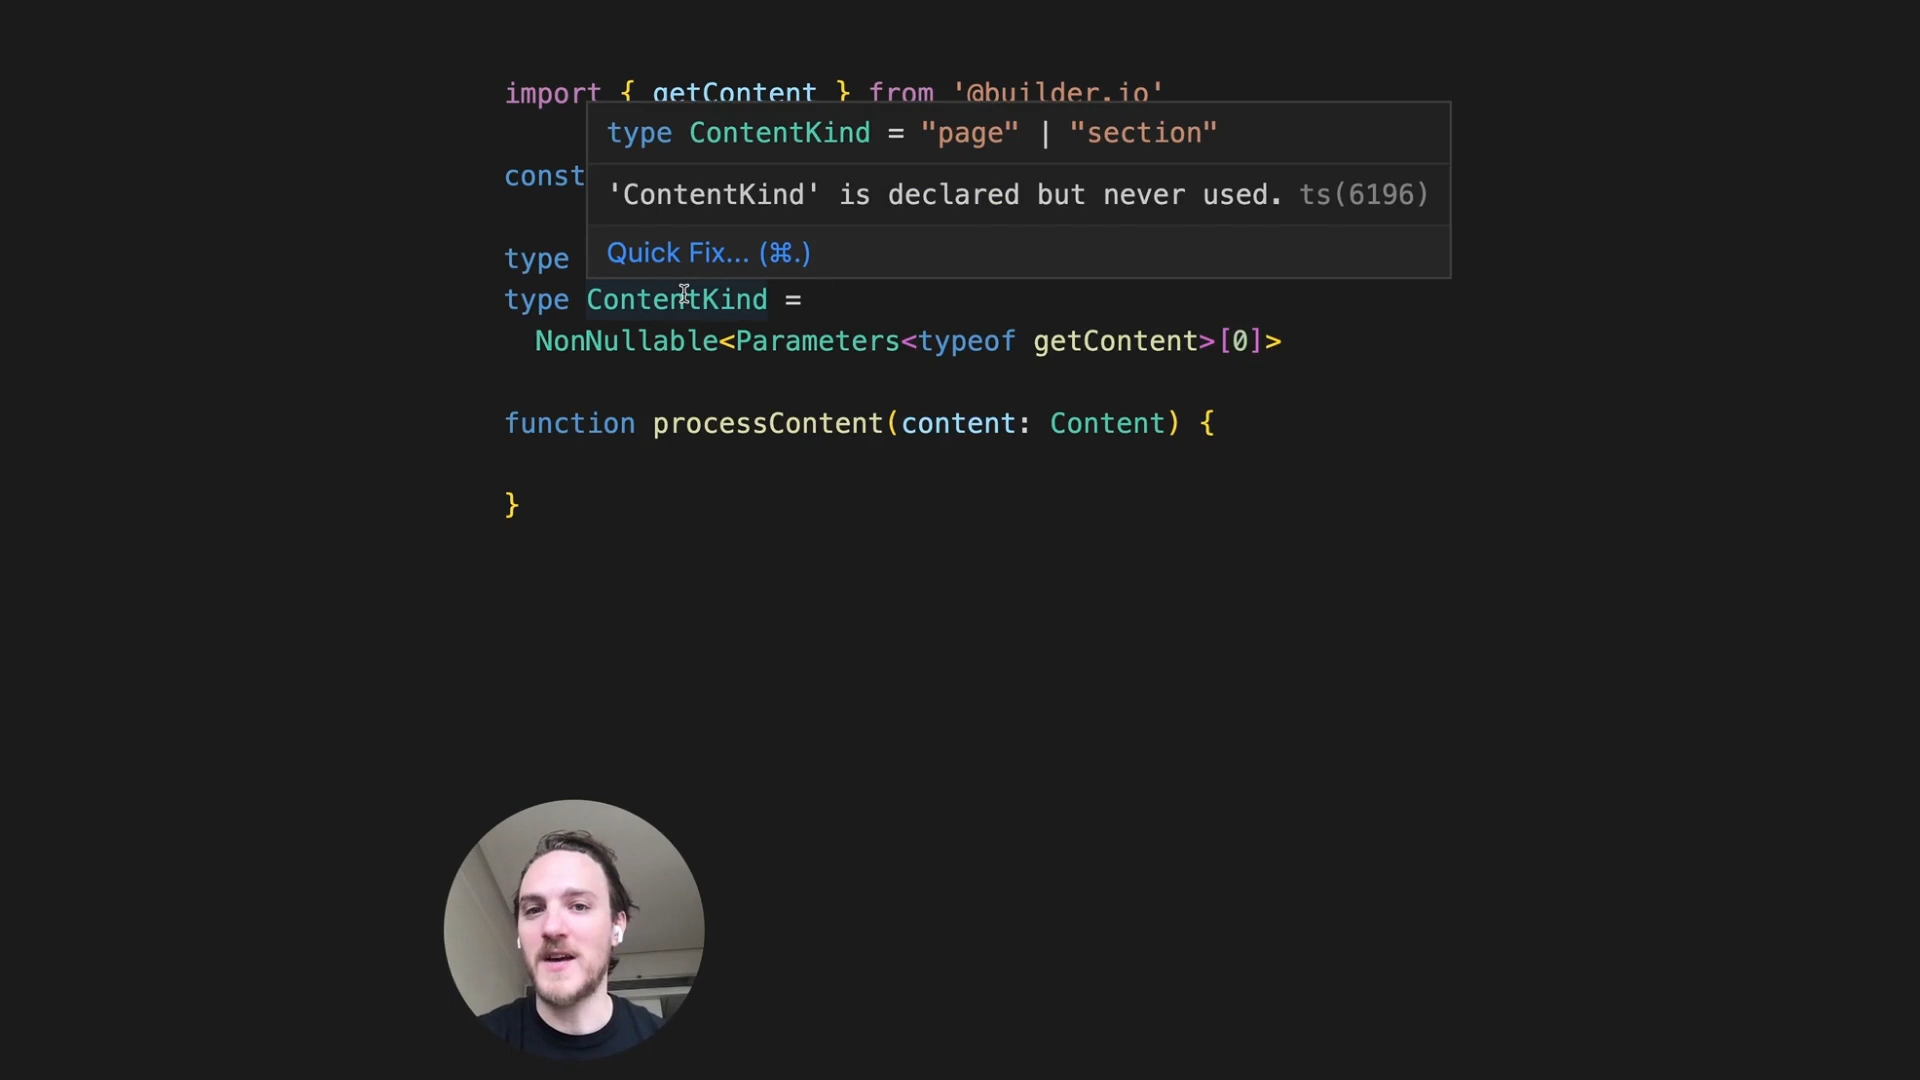 import { getContent } from '@builder.io'
type ContentKind = "page" | "section"
const
'ContentKind' is declared but never used. ts(6196)
type
Quick Fix... (⌘.)
type ContentKind =
NonNullable<Parameters<typeof getContent>[0]>
function processContent(content: Content) {
}